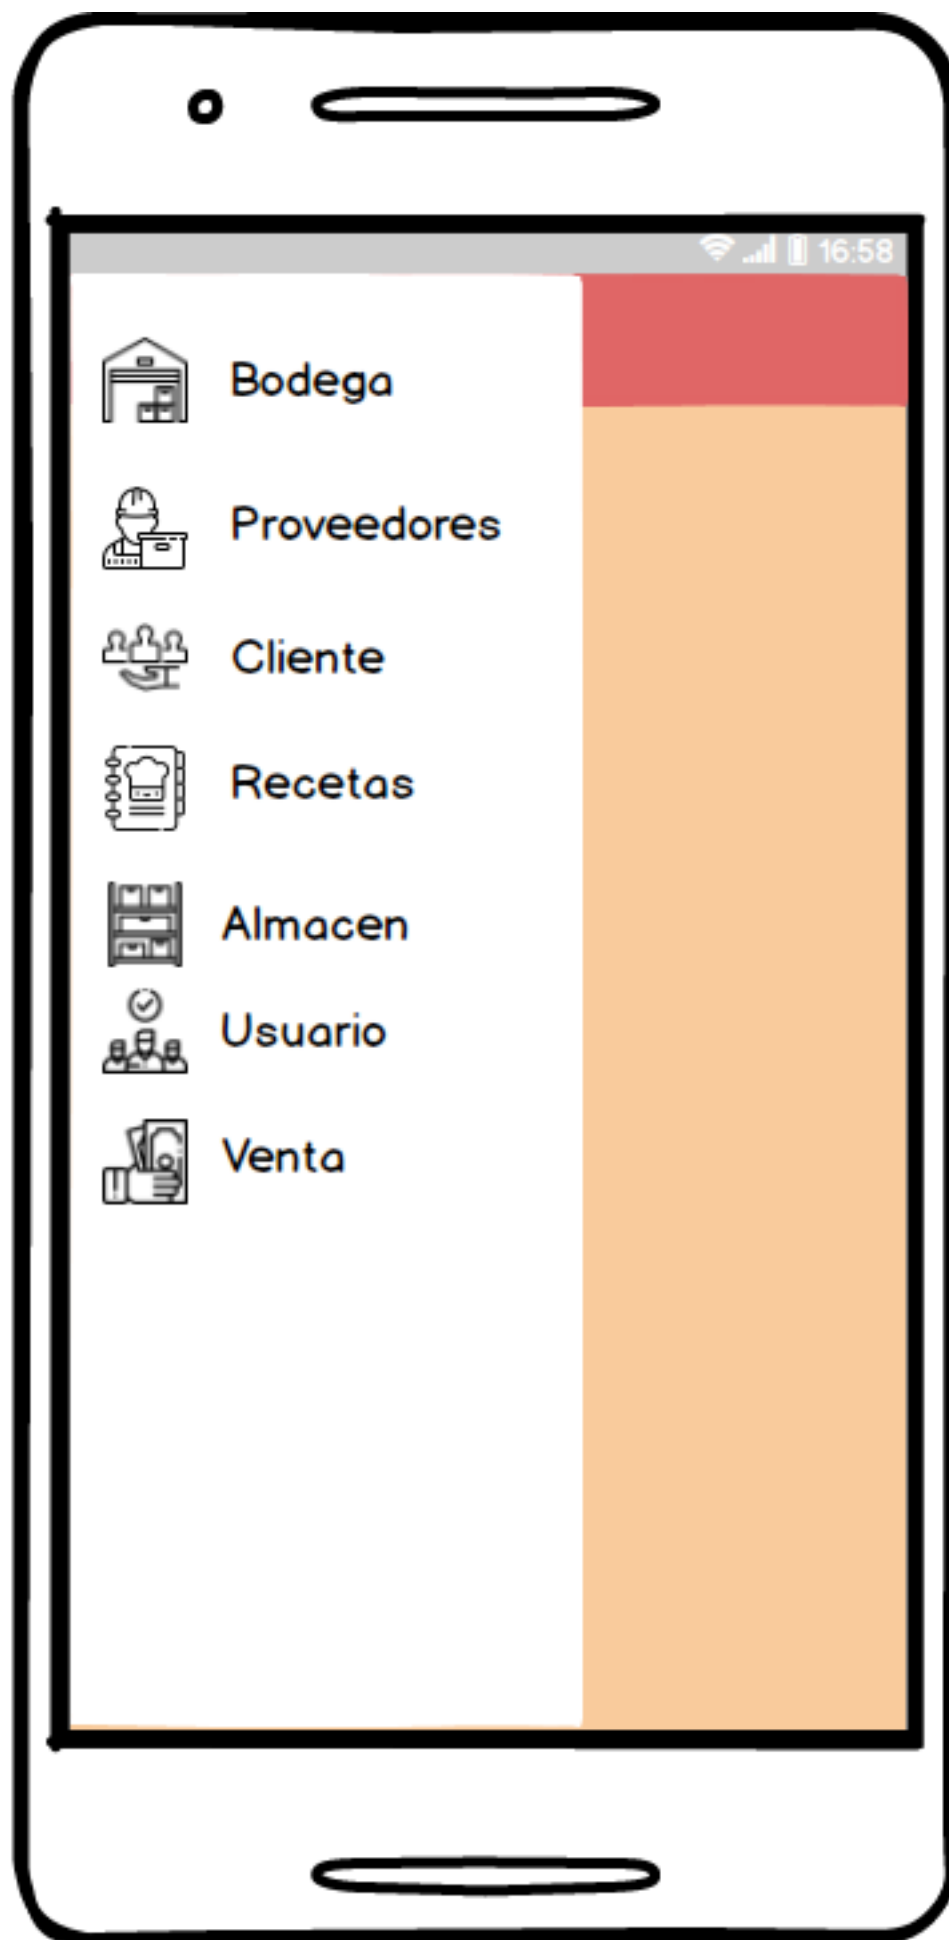 16:58
Bodega
Proveedores
Cliente
Recetas
Almacen
Usuario
Venta